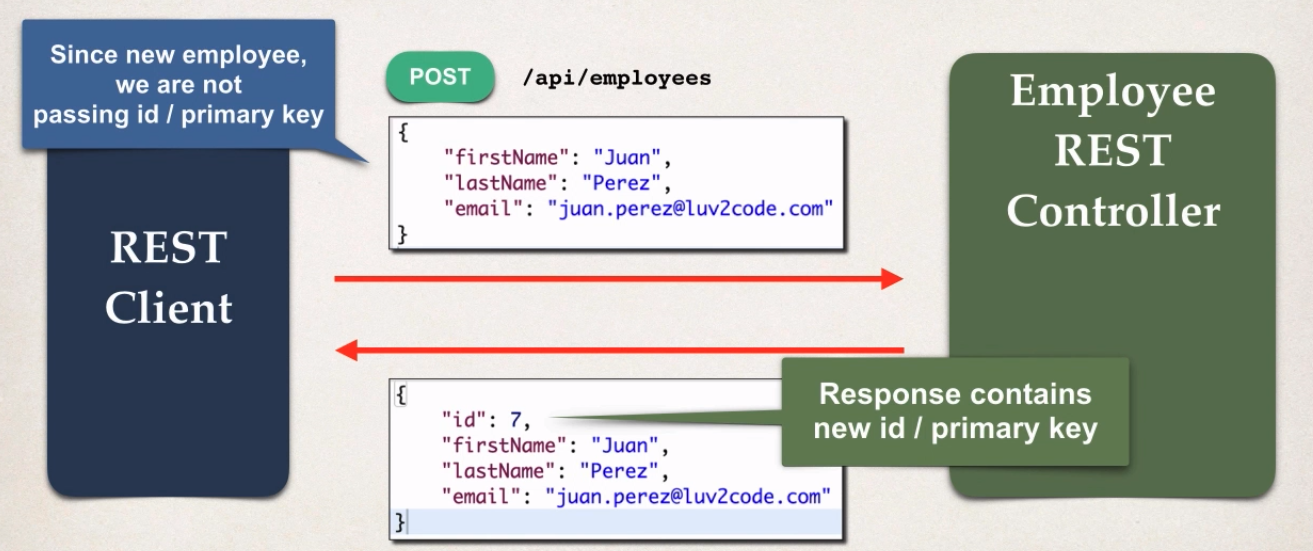 Since new employee,
we are not
passing id / primary key
POST /api/employees
{
"firstName": "Juan",
"lastName": "Perez",
"email": "juan.perez@luv2code.com"
}
REST
Client
Employee
REST
Controller
{
"id": 7,
"firstName": "Juan",
"lastName": "Perez",
"email": "juan.perez@luv2code.com"
}
Response contains
new id / primary key